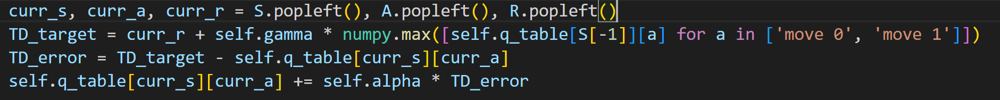 curr_s, curr_a, curr_r = S.popleft(), A.popleft(), R.popleft()
TD_target = curr_r + self.gamma * numpy.max([self.q_table[S[-1]][a] for a in ['move 0', 'move 1']])
TD_error = TD_target - self.q_table[curr_s][curr_a]
self.q_table[curr_s][curr_a] += self.alpha * TD_error